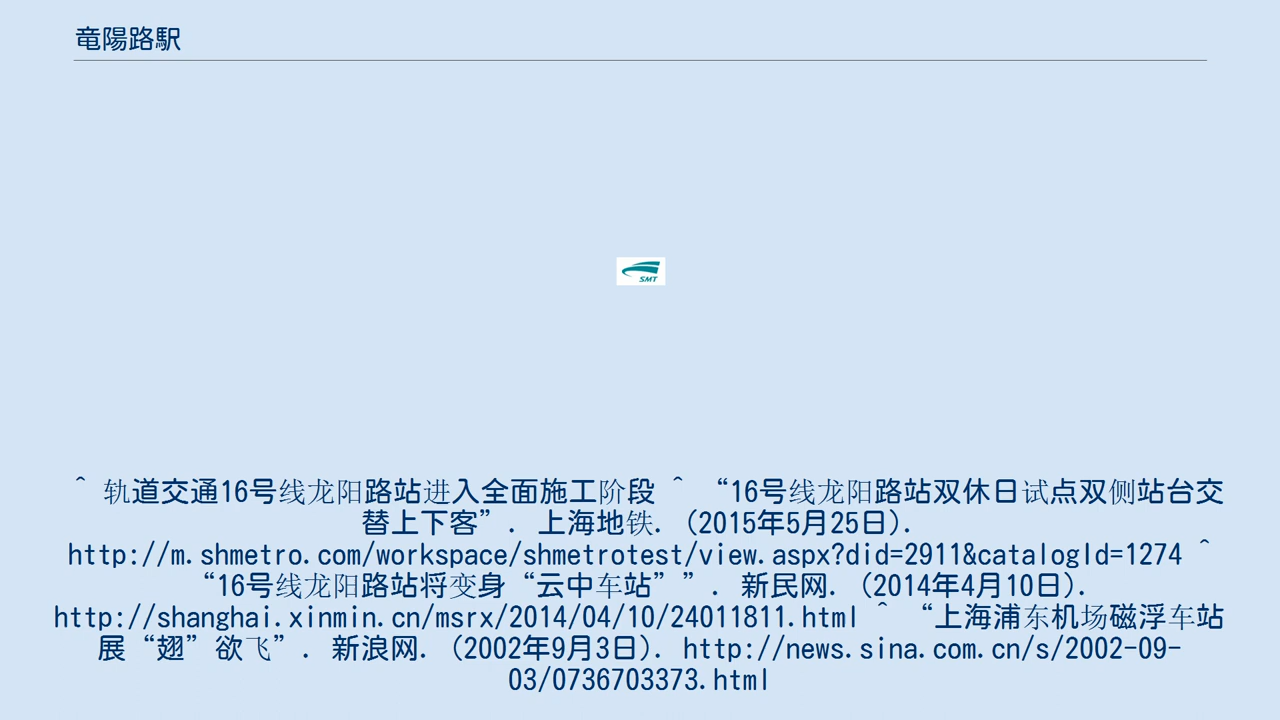 竜陽路駅
SMT
^ 轨道交通16号线龙阳路站进入全面施工阶段 ^ “16号线龙阳路站双休日试点双侧站台交
替上下客”. 上海地铁. (2015年5月25日).
http://m.shmetro.com/workspace/shmetrotest/view.aspx?did=2911&catalogId=1274 ^
“16号线龙阳路站将变身“云中车站””. 新民网. (2014年4月10日).
http://shanghai.xinmin.cn/msrx/2014/04/10/24011811.html ^ “上海浦东机场磁浮车站
展“翅”欲飞”. 新浪网. (2002年9月3日). http://news.sina.com.cn/s/2002-09-
03/0736703373.html